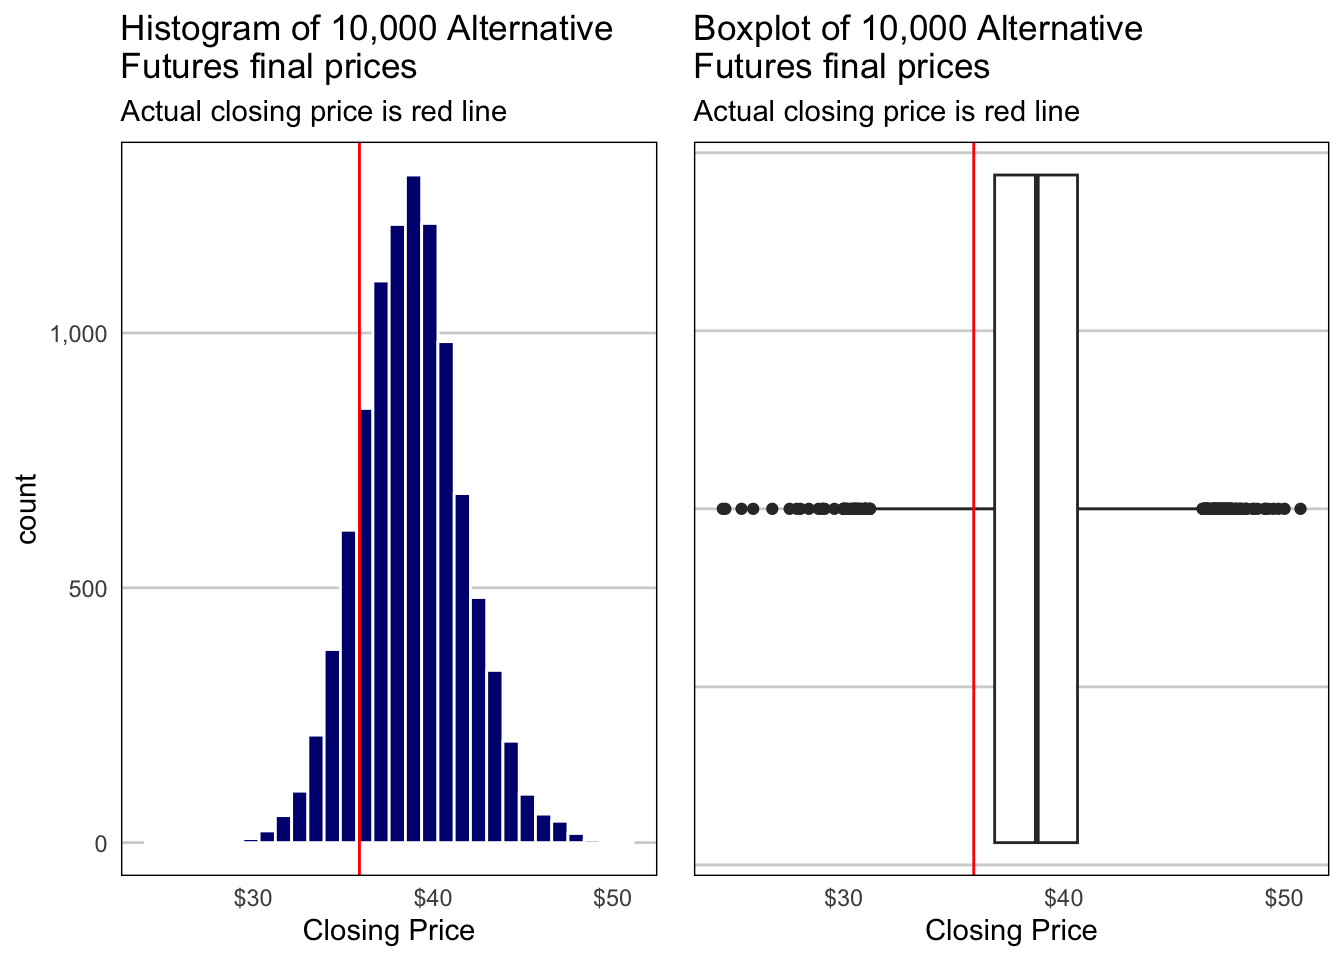 Histogram of 10,000 Alternative
Futures final prices
Actual closing price is red line
count
1,000
500
0
$30
$40
$50
Closing Price
Boxplot of 10,000 Alternative
Futures final prices
Actual closing price is red line
$30
$40
$50
Closing Price